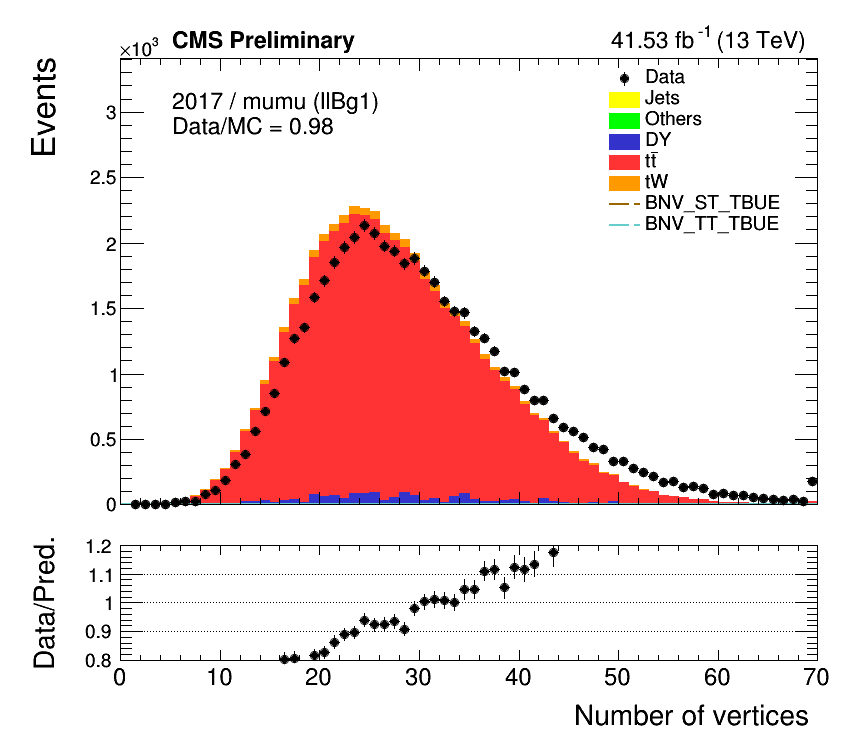 ×10³ CMS Preliminary 41.53 fb⁻¹ (13 TeV)
Events
2017 / mumu (llBg1)
Data/MC = 0.98
Data
Jets
Others
DY
tt̄
tW
BNV_ST_TBUE
BNV_TT_TBUE
3
2.5
2
1.5
1
0.5
0
Data/Pred.
1.2
1.1
1
0.9
0.8
0 10 20 30 40 50 60 70
Number of vertices